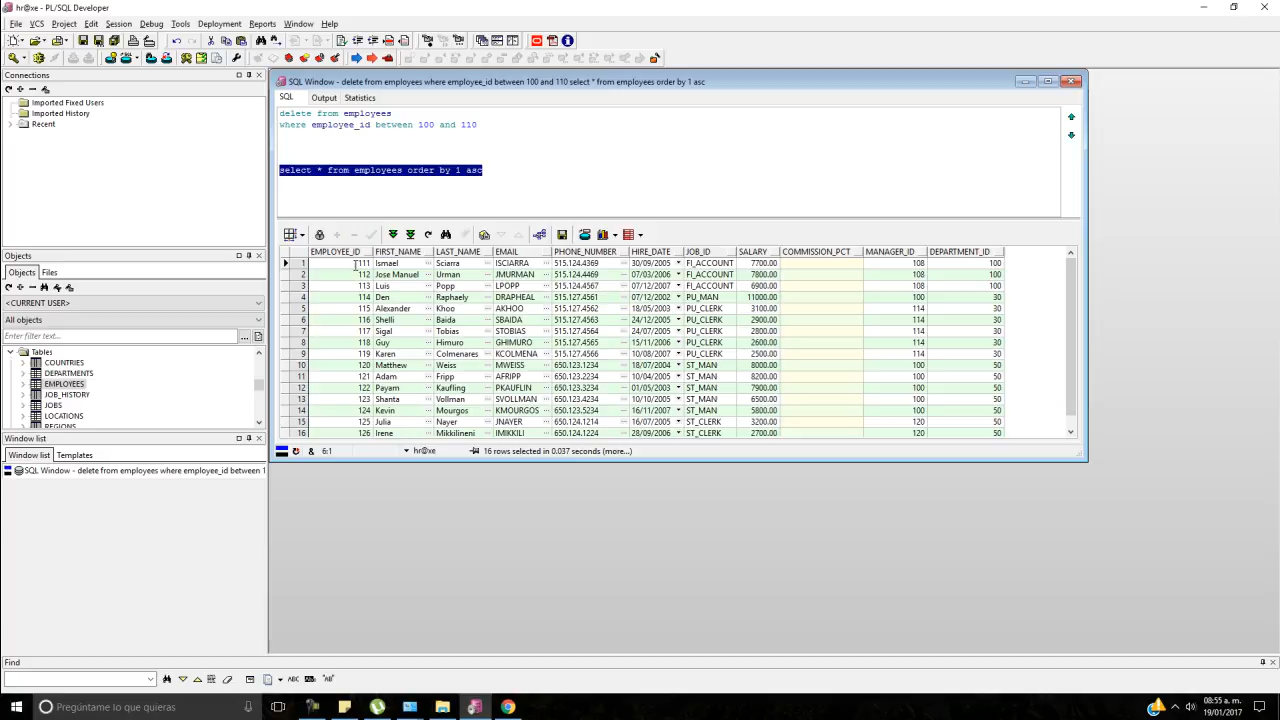 hr@xe - PL/SQL Developer
File VCS Project Edit Session Debug Tools Deployment Reports Window Help
Connections
Imported Fixed Users
Imported History
Recent
Objects
Objects Files
<CURRENT USER>
All objects
Enter filter text...
Tables
COUNTRIES
DEPARTMENTS
EMPLOYEES
JOB_HISTORY
JOBS
LOCATIONS
REGIONS
Window list
Window list Templates
SQL Window - delete from employees where employee_id between 1
SQL Window - delete from employees where employee_id between 100 and 110 select * from employees order by 1 asc
SQL Output Statistics
delete from employees
where employee_id between 100 and 110
select * from employees order by 1 asc
EMPLOYEE_ID FIRST_NAME LAST_NAME EMAIL PHONE_NUMBER HIRE_DATE JOB_ID SALARY COMMISSION_PCT MANAGER_ID DEPARTMENT_ID
1 111 Ismael Sciarra ISCIARRA 515.124.4369 30/09/2005 FI_ACCOUNT 7700.00 108 100
2 112 Jose Manuel Urman JMURMAN 515.124.4469 07/03/2006 FI_ACCOUNT 7800.00 108 100
3 113 Luis Popp LPOPP 515.124.4567 07/12/2007 FI_ACCOUNT 6900.00 108 100
4 114 Den Raphaely DRAPHEAL 515.127.4561 07/12/2002 PU_MAN 11000.00 100 30
5 115 Alexander Khoo AKHOO 515.127.4562 18/05/2003 PU_CLERK 3100.00 114 30
6 116 Shelli Baida SBAIDA 515.127.4563 24/12/2005 PU_CLERK 2900.00 114 30
7 117 Sigal Tobias STOBIAS 515.127.4564 24/07/2005 PU_CLERK 2800.00 114 30
8 118 Guy Himuro GHIMURO 515.127.4565 15/11/2006 PU_CLERK 2600.00 114 30
9 119 Karen Colmenares KCOLMENA 515.127.4566 10/08/2007 PU_CLERK 2500.00 114 30
10 120 Matthew Weiss MWEISS 650.123.1234 18/07/2004 ST_MAN 8000.00 100 50
11 121 Adam Fripp AFRIPP 650.123.2234 10/04/2005 ST_MAN 8200.00 100 50
12 122 Payam Kaufling PKAUFLIN 650.123.3234 01/05/2003 ST_MAN 7900.00 100 50
13 123 Shanta Vollman SVOLLMAN 650.123.4234 10/10/2005 ST_MAN 6500.00 100 50
14 124 Kevin Mourgos KMOURGOS 650.123.5234 16/11/2007 ST_MAN 5800.00 100 50
15 125 Julia Nayer JNAYER 650.124.1214 16/07/2005 ST_CLERK 3200.00 120 50
16 126 Irene Mikkilineni IMIKKILI 650.124.1224 28/09/2006 ST_CLERK 2700.00 120 50
& 6:1 hr@xe 16 rows selected in 0.037 seconds (more...)
Find
ABC "AB"
Pregúntame lo que quieras
08:55 a.m.
19/01/2017